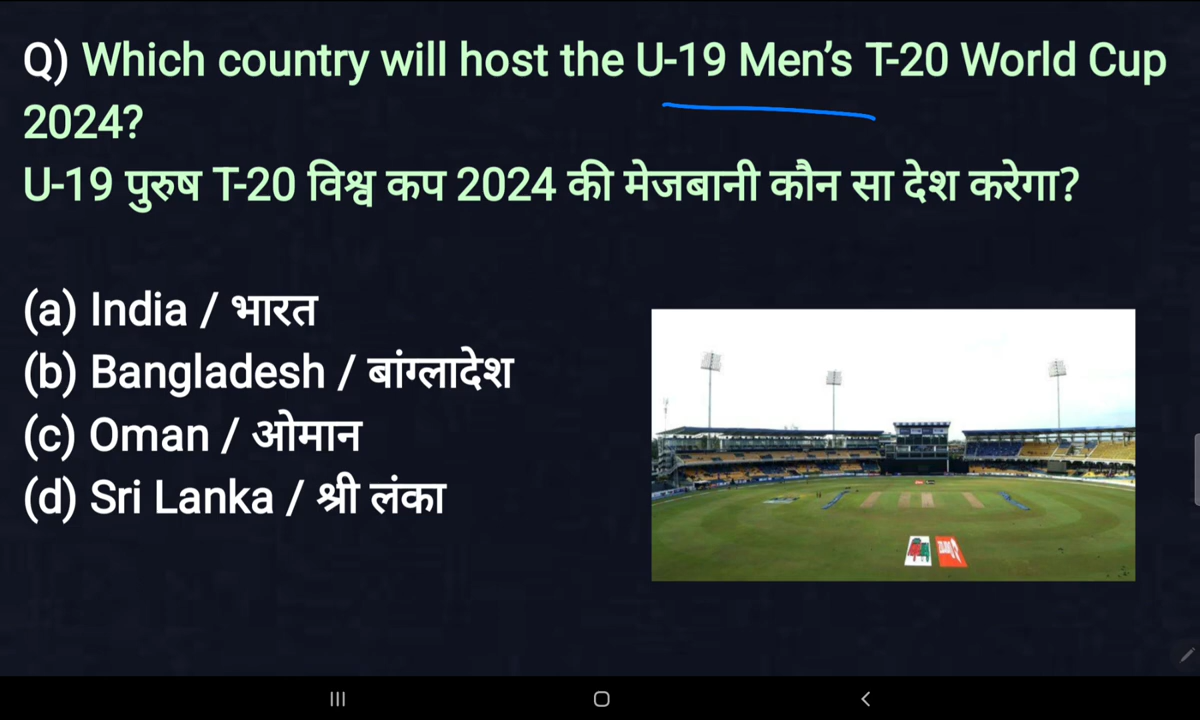 Q) Which country will host the U-19 Men's T-20 World Cup
2024?
U-19 पुरुष T-20 विश्व कप 2024 की मेजबानी कौन सा देश करेगा?
(a) India / भारत
(b) Bangladesh / बांग्लादेश
(c) Oman / ओमान
(d) Sri Lanka / श्री लंका